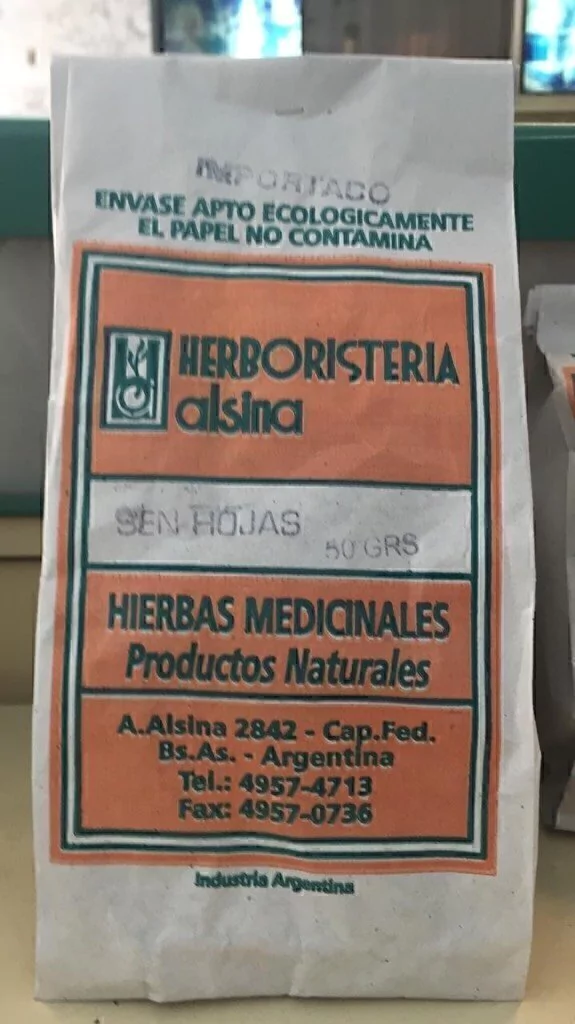 IMPORTADO
ENVASE APTO ECOLOGICAMENTE
EL PAPEL NO CONTAMINA
HERBORISTERIA
alsina
SEN HOJAS
50 GRS
HIERBAS MEDICINALES
Productos Naturales
A.Alsina 2842 - Cap.Fed.
Bs.As. - Argentina
Tel.: 4957-4713
Fax: 4957-0736
Industria Argentina